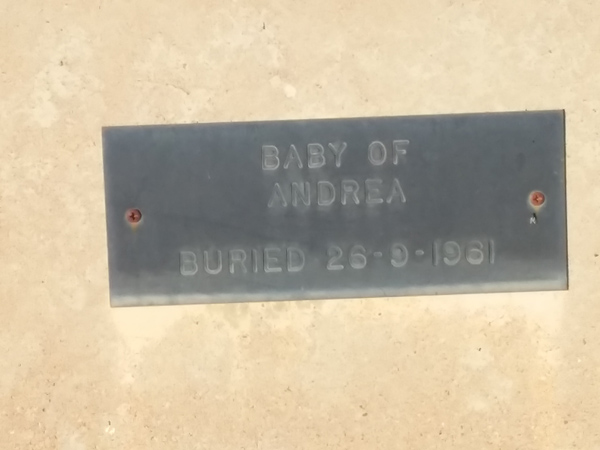 BABY OF
ANDREA
BURIED 26-9-1961